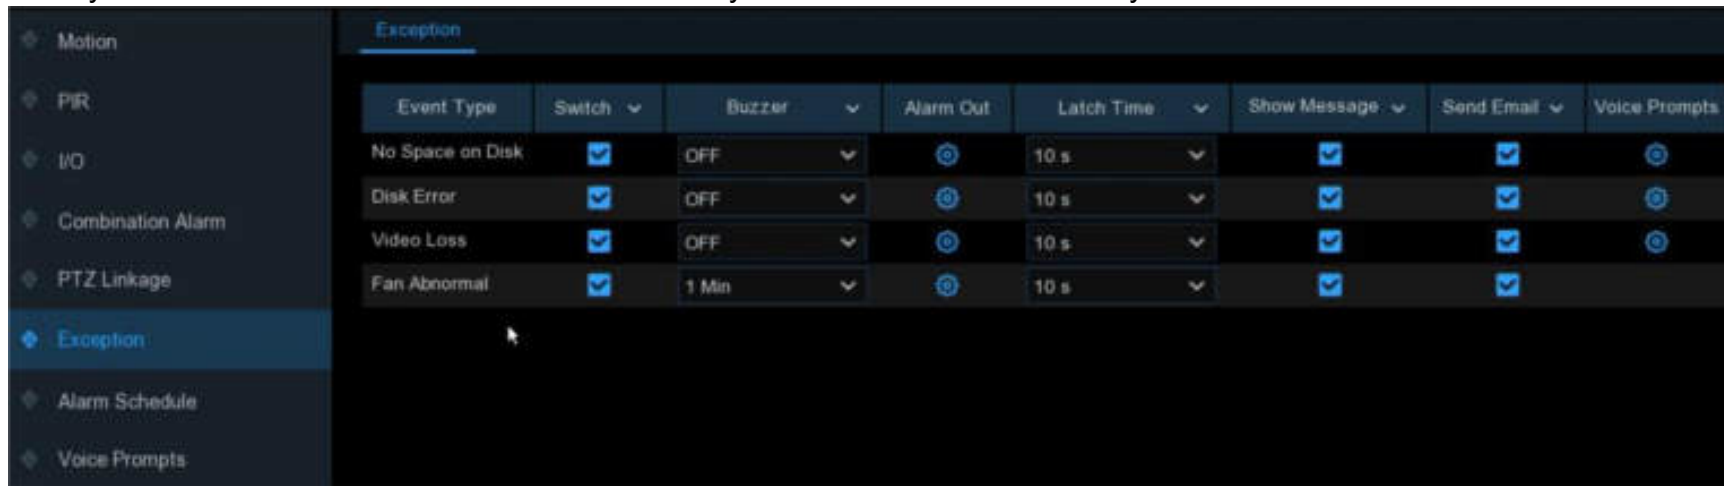 Motion
PIR
I/O
Combination Alarm
PTZ Linkage
Exception
Alarm Schedule
Voice Prompts
Exception
Event Type Switch Buzzer Alarm Out Latch Time Show Message Send Email Voice Prompts
No Space on Disk OFF 10 s
Disk Error OFF 10 s
Video Loss OFF 10 s
Fan Abnormal 1 Min 10 s